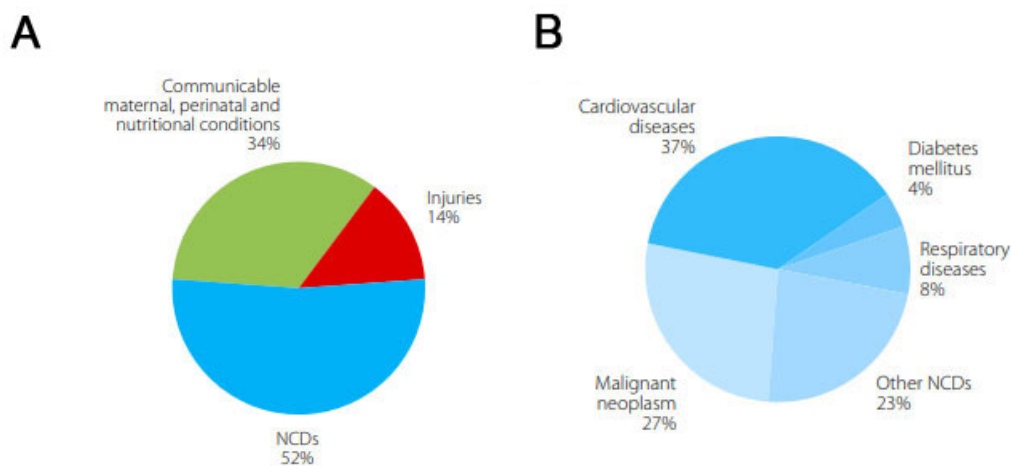 A
Communicable
maternal, perinatal and
nutritional conditions
34%
Injuries
14%
NCDs
52%
B
Cardiovascular
diseases
37%
Diabetes
mellitus
4%
Respiratory
diseases
8%
Other NCDs
23%
Malignant
neoplasm
27%